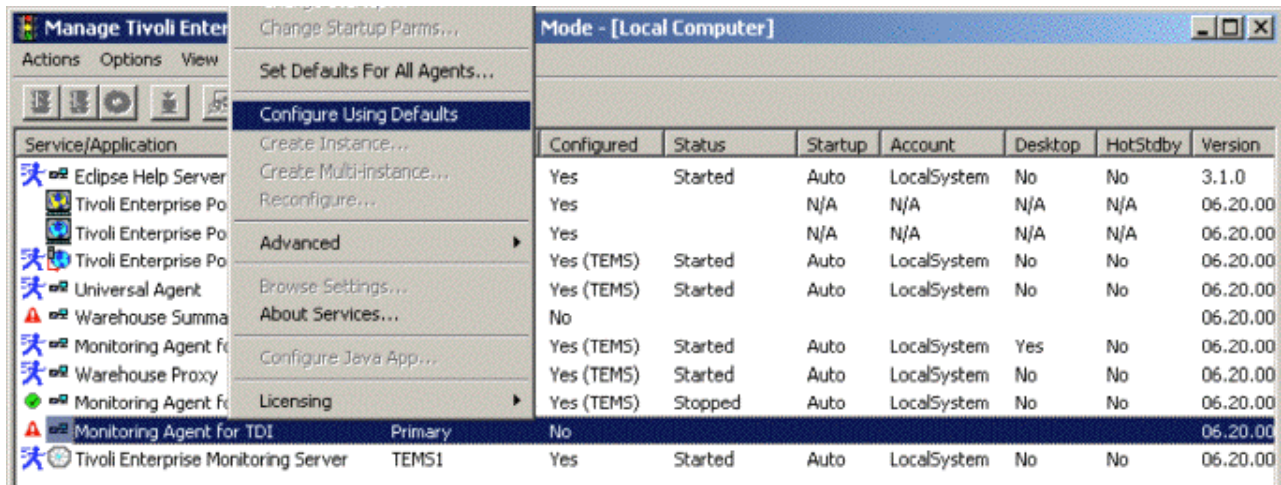 Manage Tivoli Enter Mode - [Local Computer]
Change Startup Parms...
Actions Options View
Set Defaults For All Agents...
Configure Using Defaults
Create Instance...
Create Multi-instance...
Reconfigure...
Advanced
Browse Settings...
About Services...
Configure Java App...
Licensing
Service/Application Configured Status Startup Account Desktop HotStdby Version
Eclipse Help Server Yes Started Auto LocalSystem No No 3.1.0
Tivoli Enterprise Po Yes N/A N/A N/A N/A 06.20.00
Tivoli Enterprise Po Yes N/A N/A N/A N/A 06.20.00
Tivoli Enterprise Po Yes (TEMS) Started Auto LocalSystem No No 06.20.00
Universal Agent Yes (TEMS) Started Auto LocalSystem No No 06.20.00
Warehouse Summa No 06.20.00
Monitoring Agent fo Yes (TEMS) Started Auto LocalSystem Yes No 06.20.00
Warehouse Proxy Yes (TEMS) Started Auto LocalSystem No No 06.20.00
Monitoring Agent fo Yes (TEMS) Stopped Auto LocalSystem No No 06.20.00
Monitoring Agent for TDI Primary No 06.20.00
Tivoli Enterprise Monitoring Server TEMS1 Yes Started Auto LocalSystem No No 06.20.00